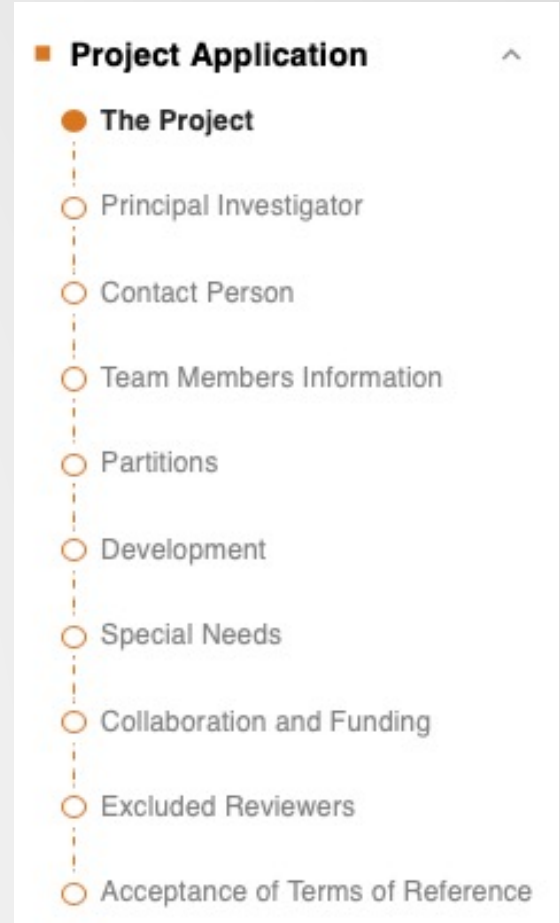 Project Application
The Project
Principal Investigator
Contact Person
Team Members Information
Partitions
Development
Special Needs
Collaboration and Funding
Excluded Reviewers
Acceptance of Terms of Reference